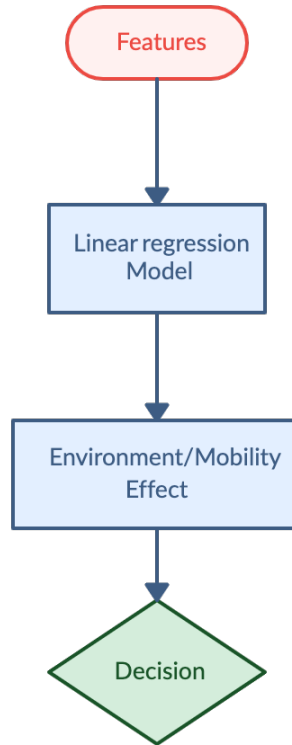 Features
Linear regression
Model
Environment/Mobility
Effect
Decision